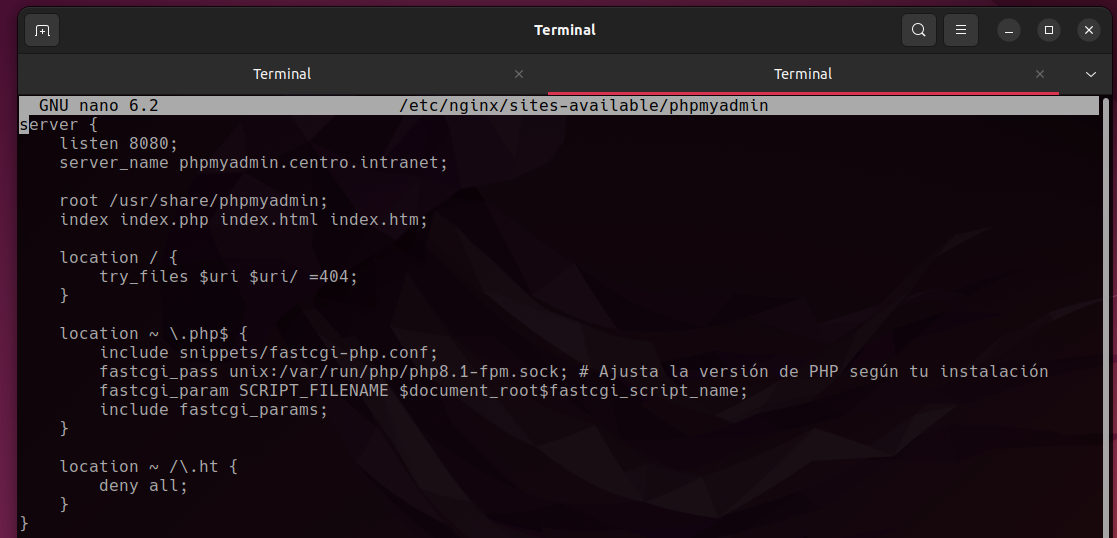 Terminal
Terminal
Terminal
GNU nano 6.2 /etc/nginx/sites-available/phpmyadmin
server {
    listen 8080;
    server_name phpmyadmin.centro.intranet;
    root /usr/share/phpmyadmin;
    index index.php index.html index.htm;
    location / {
        try_files $uri $uri/ =404;
    }
    location ~ \.php$ {
        include snippets/fastcgi-php.conf;
        fastcgi_pass unix:/var/run/php/php8.1-fpm.sock; # Ajusta la versión de PHP según tu instalación
        fastcgi_param SCRIPT_FILENAME $document_root$fastcgi_script_name;
        include fastcgi_params;
    }
    location ~ /\.ht {
        deny all;
    }
}